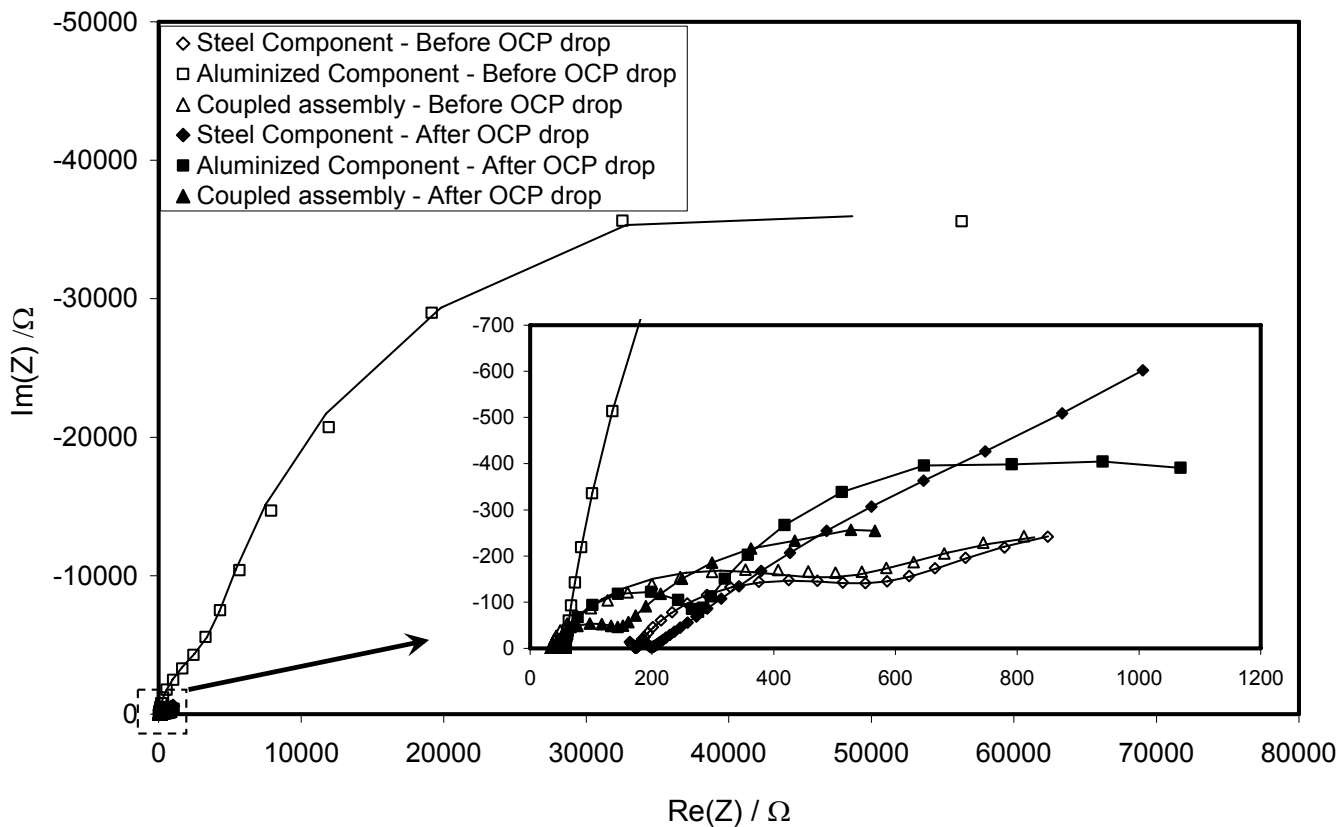 -50000
-40000
-30000
-20000
-10000
0
Im(Z) /Ω
Steel Component - Before OCP drop
Aluminized Component - Before OCP drop
Coupled assembly - Before OCP drop
Steel Component - After OCP drop
Aluminized Component - After OCP drop
Coupled assembly - After OCP drop
-700
-600
-500
-400
-300
-200
-100
0
0 200 400 600 800 1000 1200
0 10000 20000 30000 40000 50000 60000 70000 80000
Re(Z) / Ω